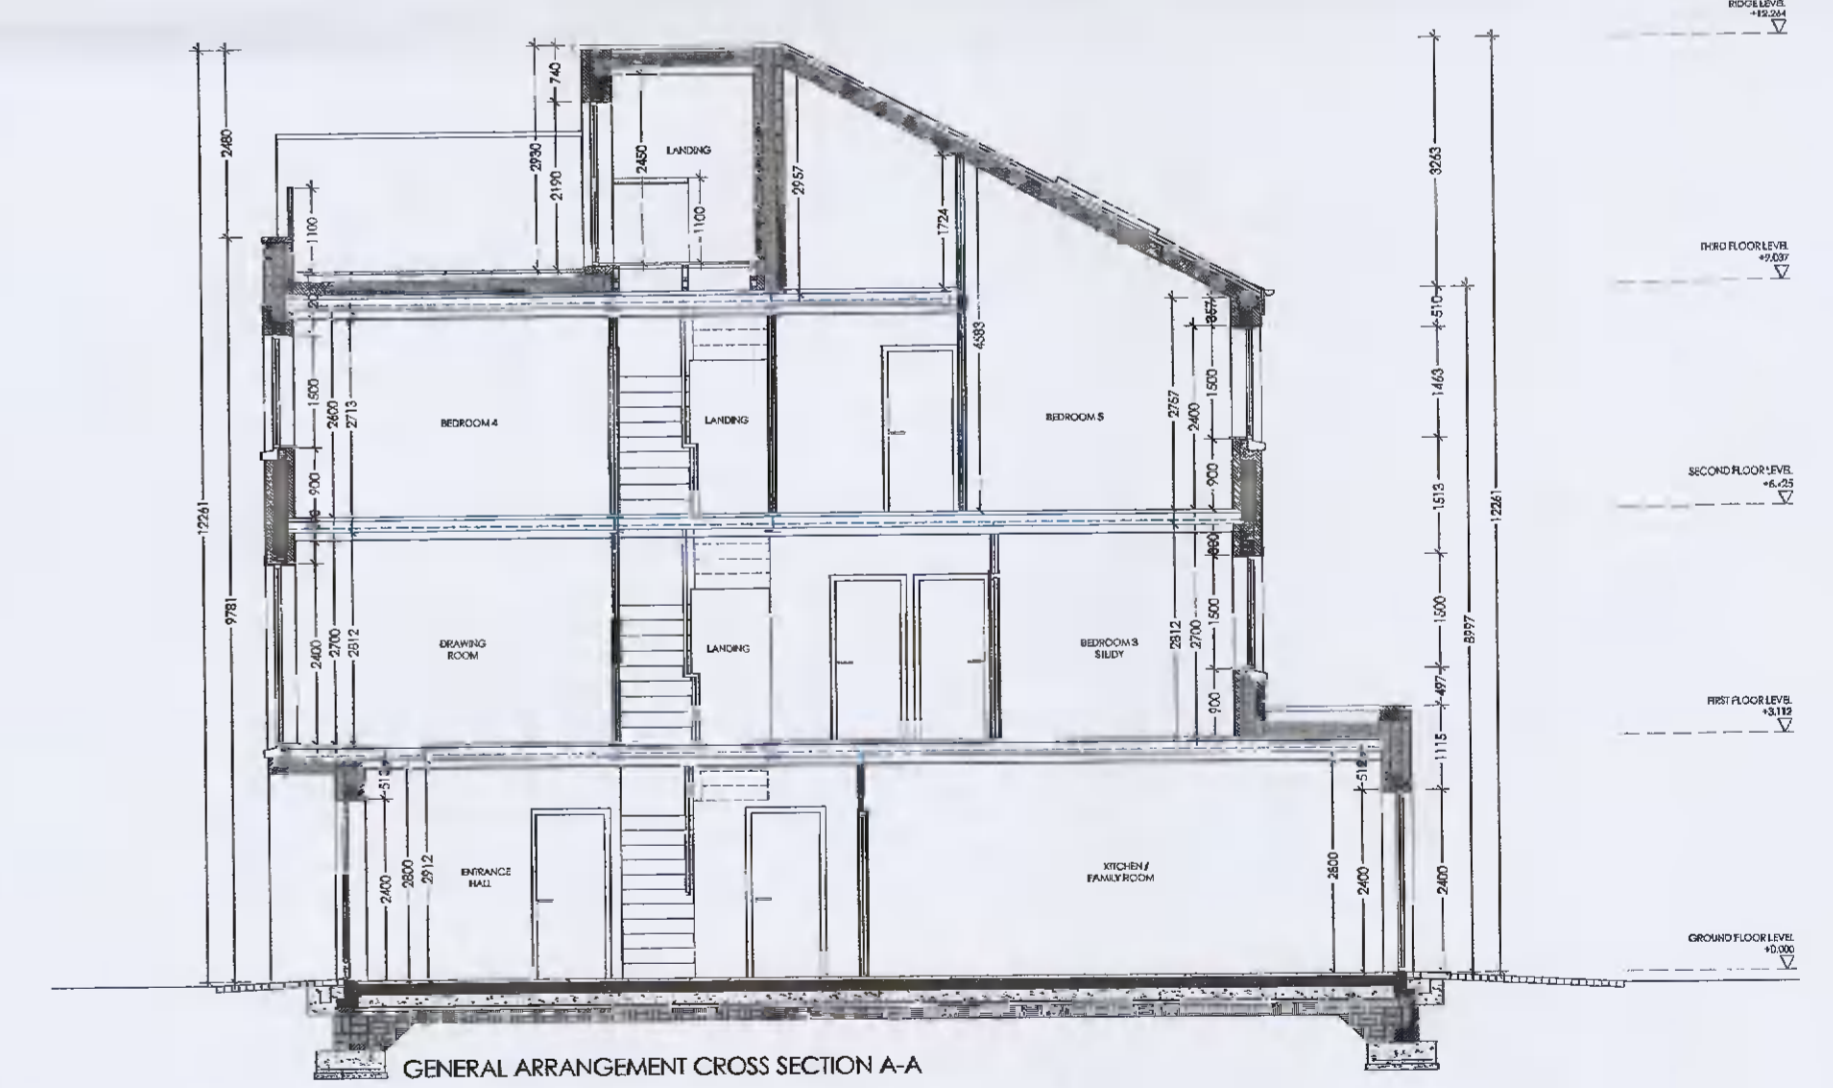 RIDGE LEVEL
+12.264
740
2480
2930
2190
2450
LANDING
1100
2957
1724
3263
1100
THIRD FLOOR LEVEL
+9.037
510
357
1500
2600
2713
BEDROOM 4
LANDING
4583
BEDROOM 5
2757
2400
1500
1463
900
900
1513
SECOND FLOOR LEVEL
+6.425
12261
12261
9781
2400
2700
2812
DRAWING
ROOM
LANDING
BEDROOM 3
STUDY
2812
2700
1500
1500
8997
900
497
FIRST FLOOR LEVEL
+3.112
1115
512
2400
2800
2912
ENTRANCE
HALL
KITCHEN /
FAMILY ROOM
2400
2400
GROUND FLOOR LEVEL
+0.000
GENERAL ARRANGEMENT CROSS SECTION A-A